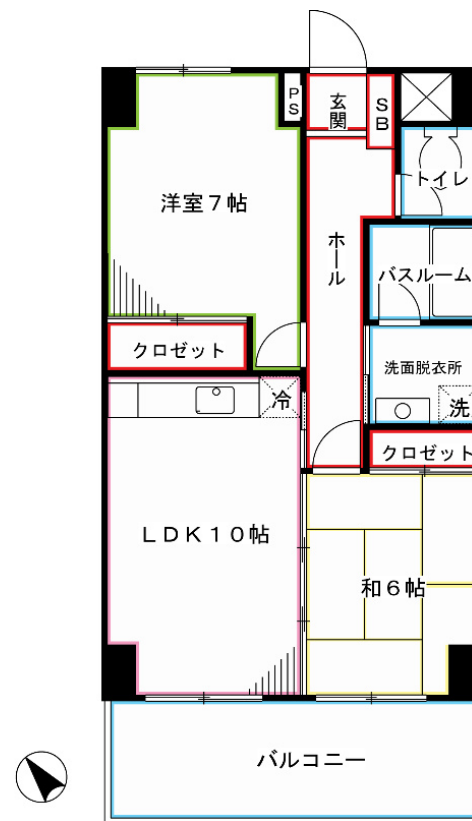 PS
玄関
SB
トイレ
洋室7帖
ホール
バスルーム
クロゼット
洗面脱衣所
冷
洗
クロゼット
LDK10帖
和6帖
バルコニー